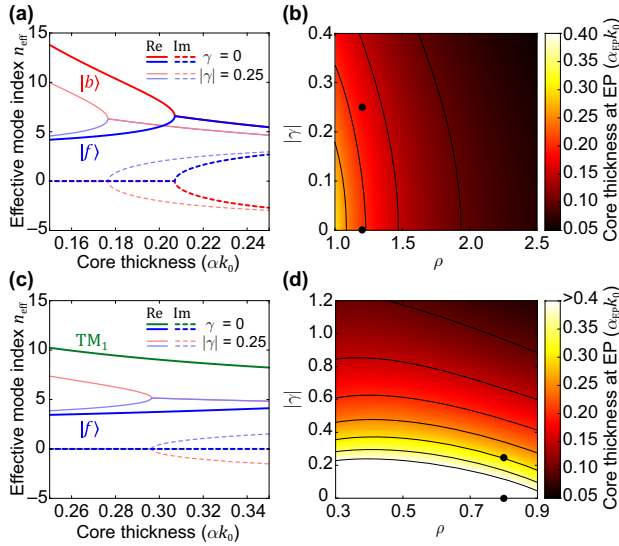 (a)
Effective mode index n_eff
15
10
5
0
−5
Re Im
γ = 0
|γ| = 0.25
|b⟩
|f⟩
0.16 0.18 0.20 0.22 0.24
Core thickness (αk₀)
(b)
|γ|
0.4
0.3
0.2
0.1
0
1.0 1.5 2.0 2.5
ρ
0.40
0.35
0.30
0.25
0.20
0.15
0.10
0.05
Core thickness at EP (α_EP k₀)
(c)
Effective mode index n_eff
15
10
5
0
−5
Re Im
γ = 0
|γ| = 0.25
TM₁
|f⟩
0.26 0.28 0.30 0.32 0.34
Core thickness (αk₀)
(d)
|γ|
1.2
1.0
0.8
0.6
0.4
0.2
0
0.3 0.5 0.7 0.9
ρ
>0.4
0.35
0.30
0.25
0.20
0.15
0.10
0.05
Core thickness at EP (α_EP k₀)